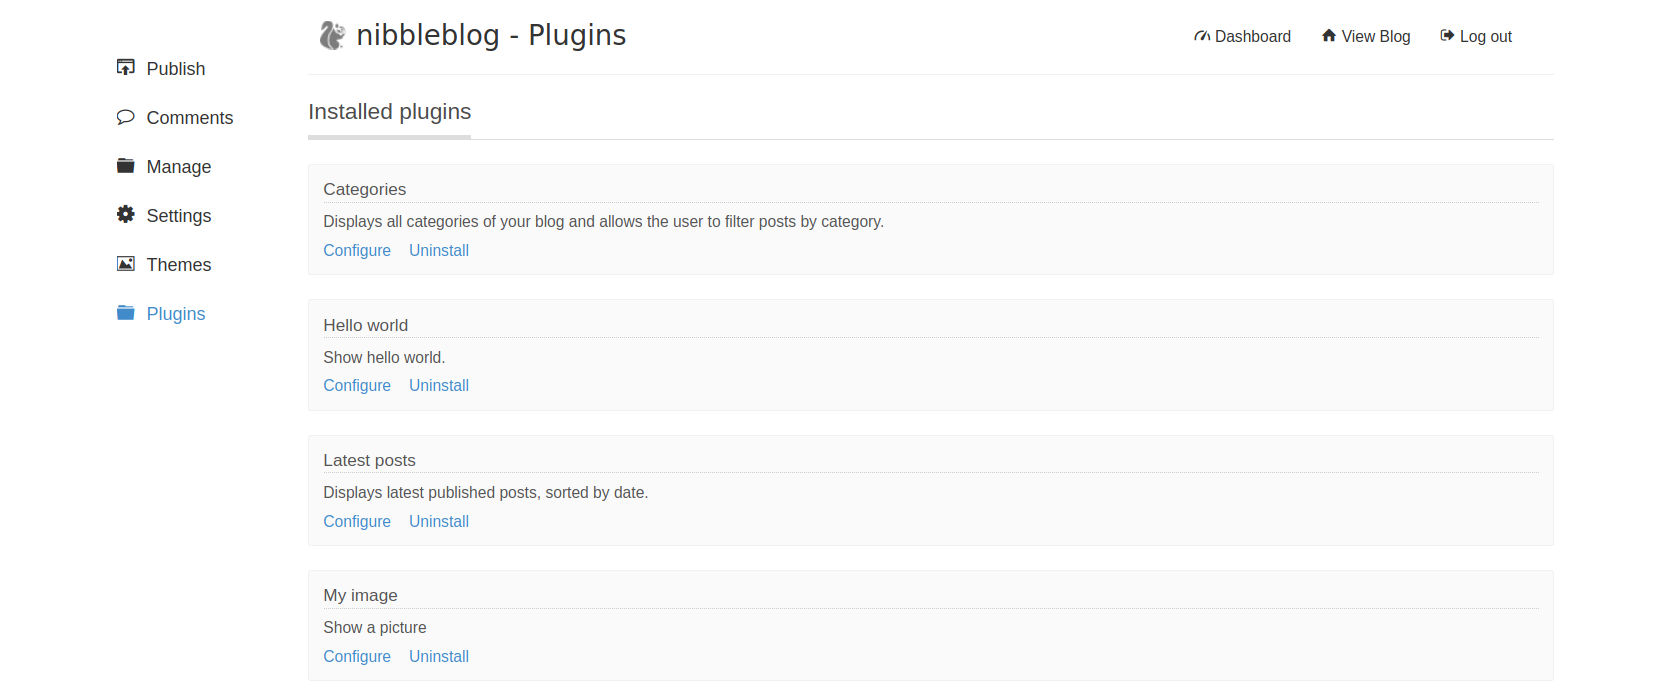 nibbleblog - Plugins
Dashboard
View Blog
Log out
Publish
Comments
Manage
Settings
Themes
Plugins
Installed plugins
Categories
Displays all categories of your blog and allows the user to filter posts by category.
Configure Uninstall
Hello world
Show hello world.
Configure Uninstall
Latest posts
Displays latest published posts, sorted by date.
Configure Uninstall
My image
Show a picture
Configure Uninstall